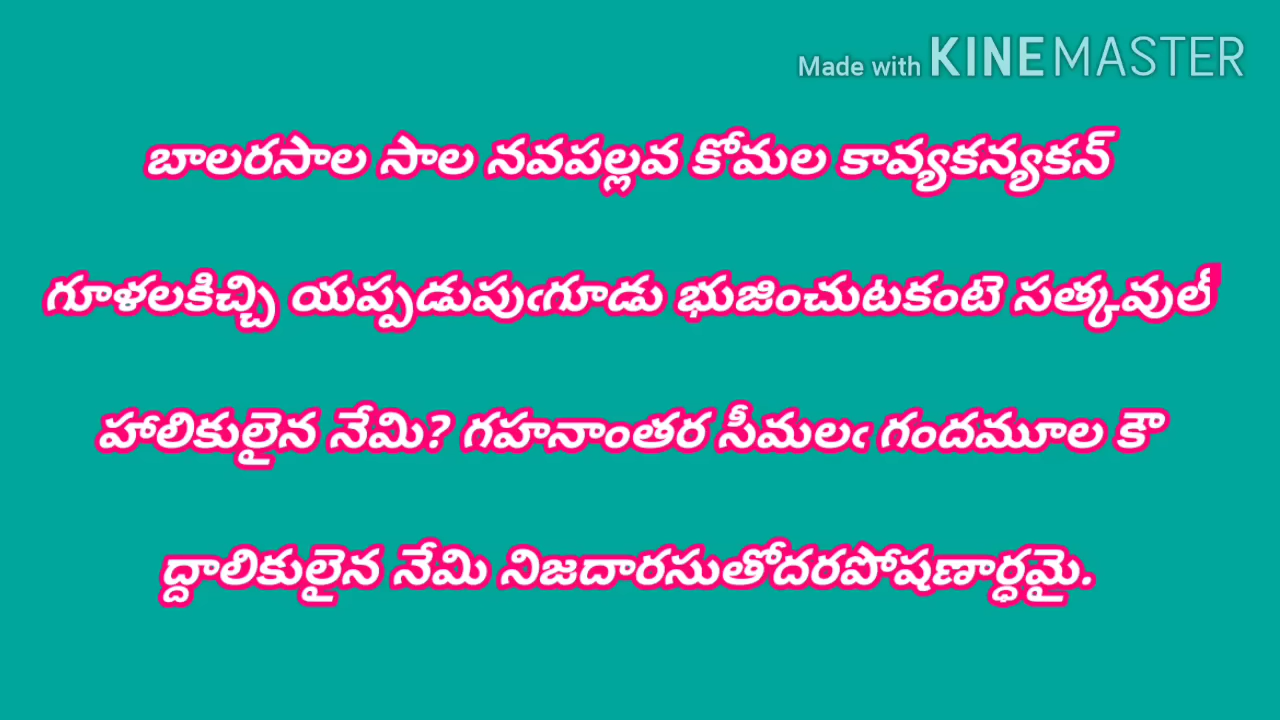 Made with KINEMASTER
బాలరసాల సాల నవపల్లవ కోమల కావ్యకన్యకన్
గూళలకిచ్చి యప్పడుపుఁగూడు భుజించుటకంటె సత్కవుల్
హాలికులైన నేమి? గహనాంతర సీమలఁ గందమూల కౌ
ద్దాలికులైన నేమి నిజదారసుతోదరపోషణార్ధమై.